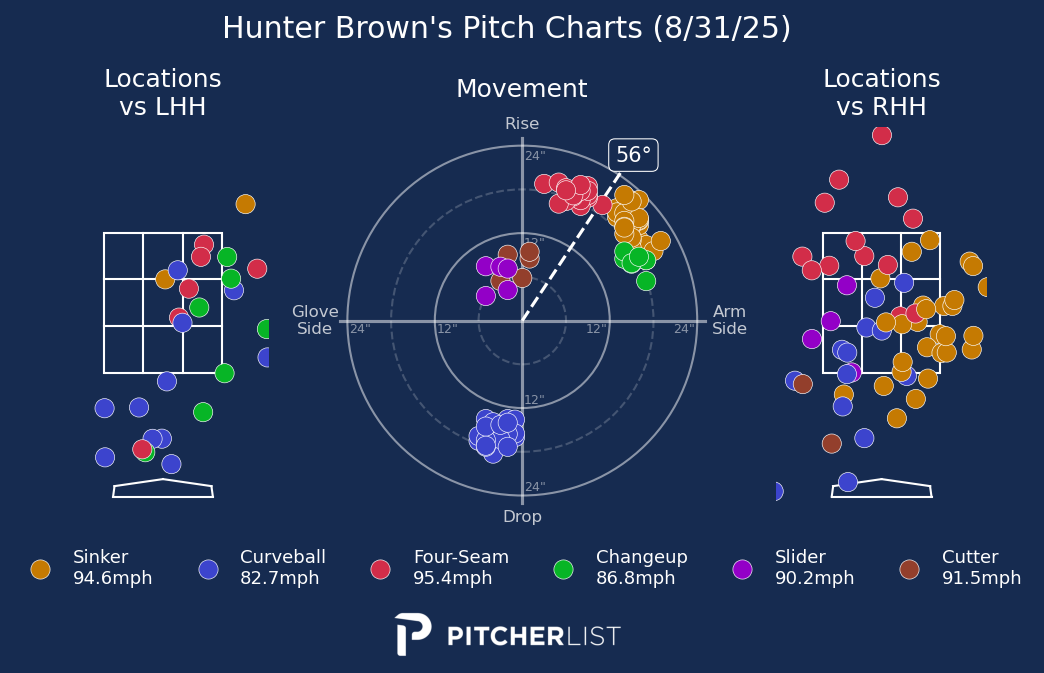 Hunter Brown's Pitch Charts (8/31/25)
Locations
vs LHH
Movement
Locations
vs RHH
Rise
24"
56°
12"
Glove
Side
24"
12"
12"
24"
Arm
Side
12"
24"
Drop
Sinker
94.6mph
Curveball
82.7mph
Four-Seam
95.4mph
Changeup
86.8mph
Slider
90.2mph
Cutter
91.5mph
PITCHERLIST